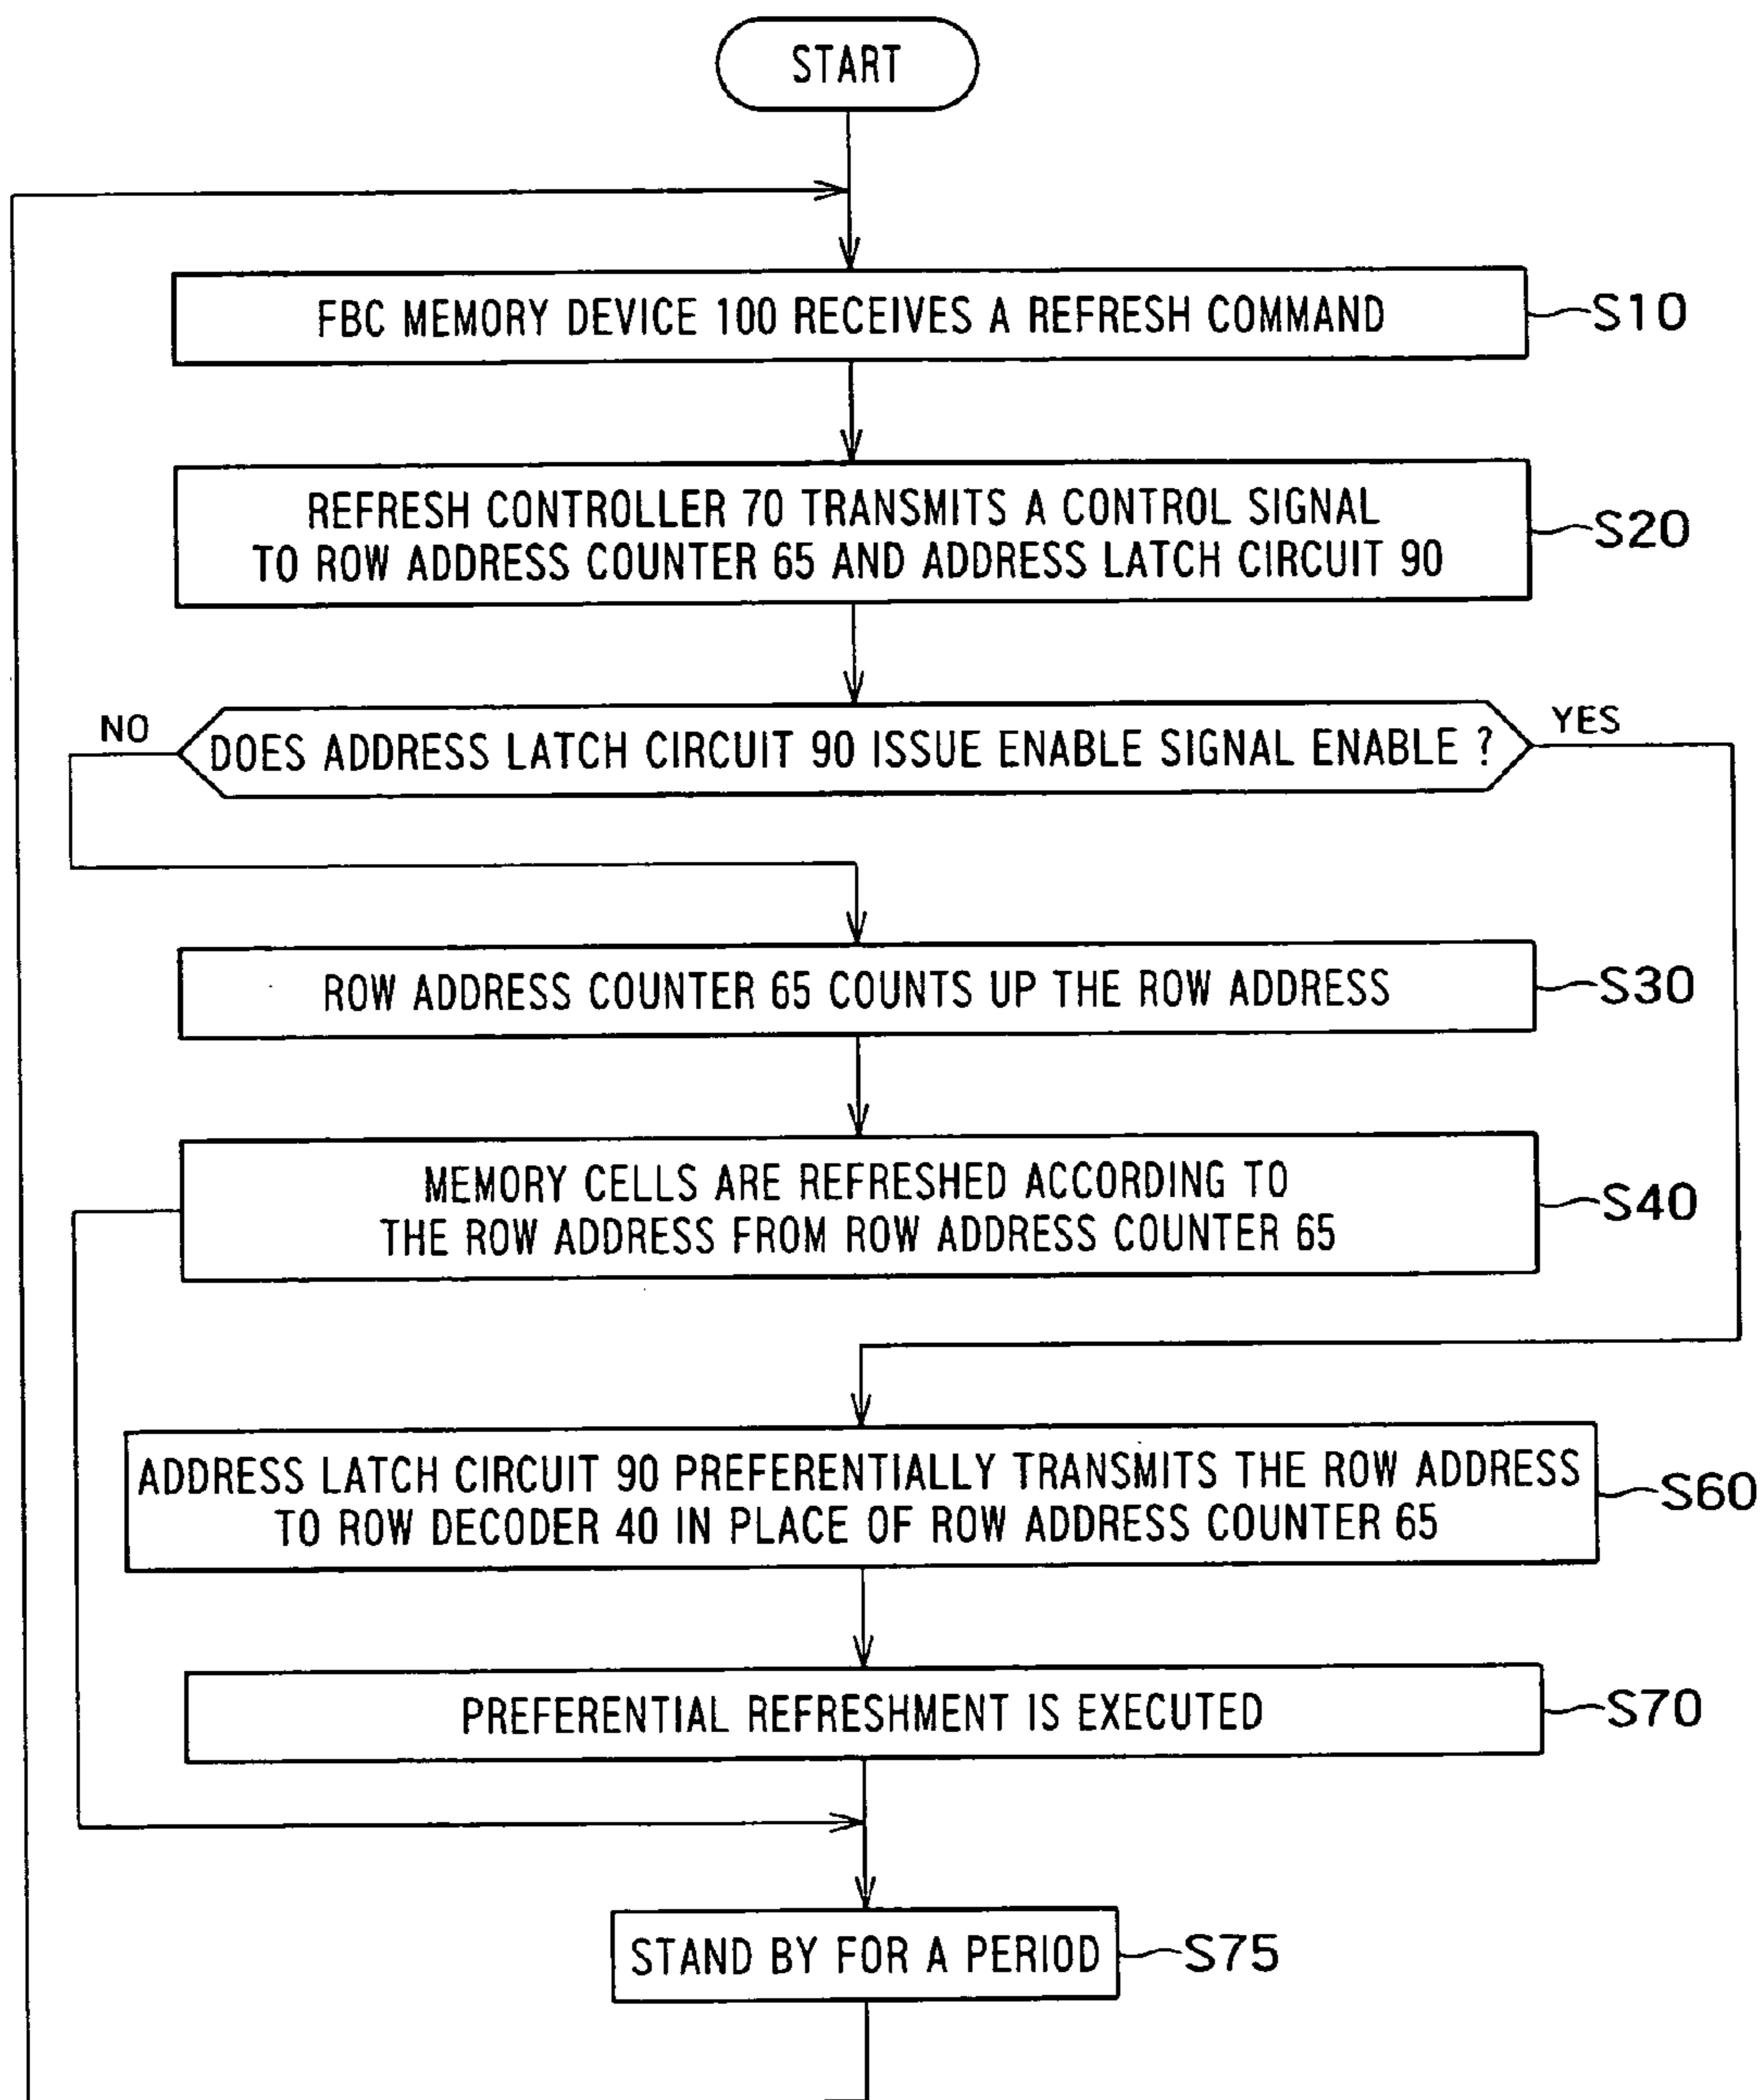 START
FBC MEMORY DEVICE 100 RECEIVES A REFRESH COMMAND
S10
REFRESH CONTROLLER 70 TRANSMITS A CONTROL SIGNAL
TO ROW ADDRESS COUNTER 65 AND ADDRESS LATCH CIRCUIT 90
S20
NO
DOES ADDRESS LATCH CIRCUIT 90 ISSUE ENABLE SIGNAL ENABLE ?
YES
ROW ADDRESS COUNTER 65 COUNTS UP THE ROW ADDRESS
S30
MEMORY CELLS ARE REFRESHED ACCORDING TO
THE ROW ADDRESS FROM ROW ADDRESS COUNTER 65
S40
ADDRESS LATCH CIRCUIT 90 PREFERENTIALLY TRANSMITS THE ROW ADDRESS
TO ROW DECODER 40 IN PLACE OF ROW ADDRESS COUNTER 65
S60
PREFERENTIAL REFRESHMENT IS EXECUTED
S70
STAND BY FOR A PERIOD
S75